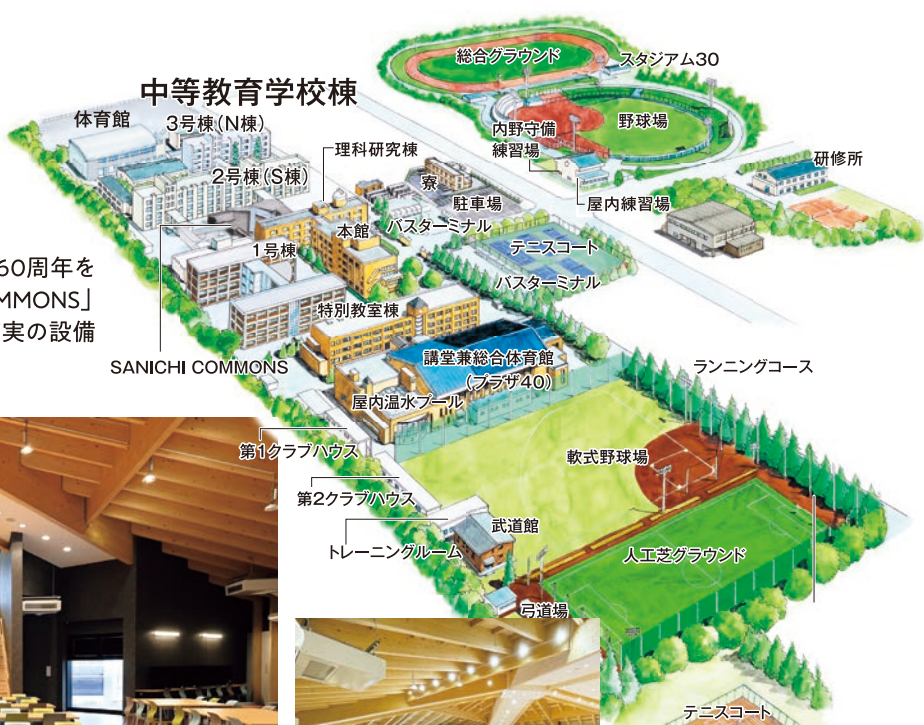 総合グラウンド
スタジアム30
中等教育学校棟
体育館
3号棟(N棟)
内野守備
練習場
野球場
理科研究棟
2号棟(S棟)
寮
研修所
駐車場
屋内練習場
本館
バスターミナル
テニスコート
1号棟
バスターミナル
60周年を
MMONS」
実の設備
特別教室棟
SANICHI COMMONS
講堂兼総合体育館
(プラザ40)
ランニングコース
屋内温水プール
第1クラブハウス
軟式野球場
第2クラブハウス
武道館
トレーニングルーム
人工芝グラウンド
弓道場
テニスコート